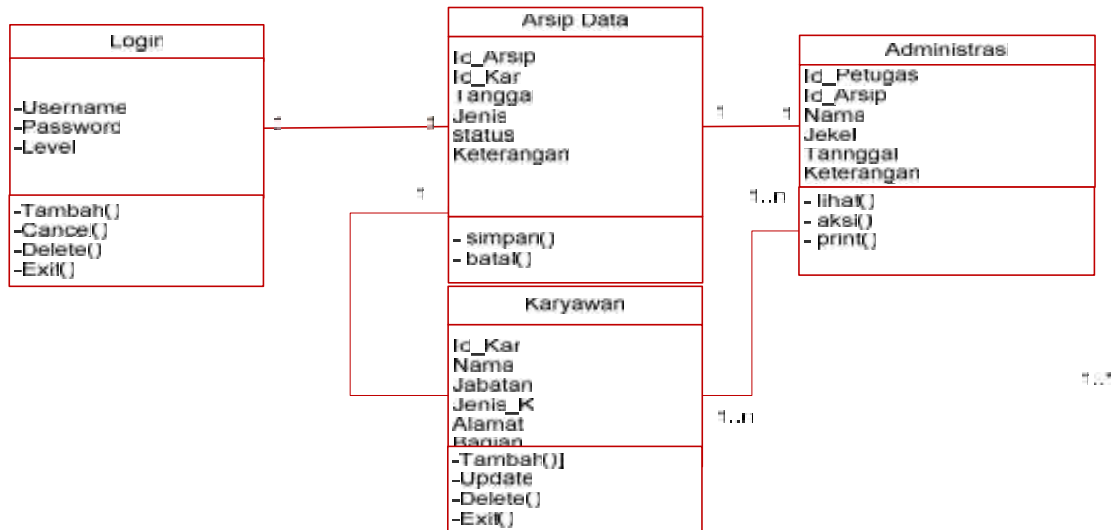 Login
-Username
-Password
-Level
-Tambah()
-Cancel()
-Delete()
-Exit()
1
1
Arsip Data
Id_Arsip
Id_Kar
Tanggal
Jenis
status
Keterangan
- simpan()
- batal()
1
1
1
Administrasi
Id_Petugas
Id_Arsip
Nama
Jekel
Tannggal
Keterangan
- lihat()
- aksi()
- print()
1..n
Karyawan
Id_Kar
Nama
Jabatan
Jenis_K
Alamat
Bagian
-Tambah()]
-Update
-Delete()
-Exit()
1..n